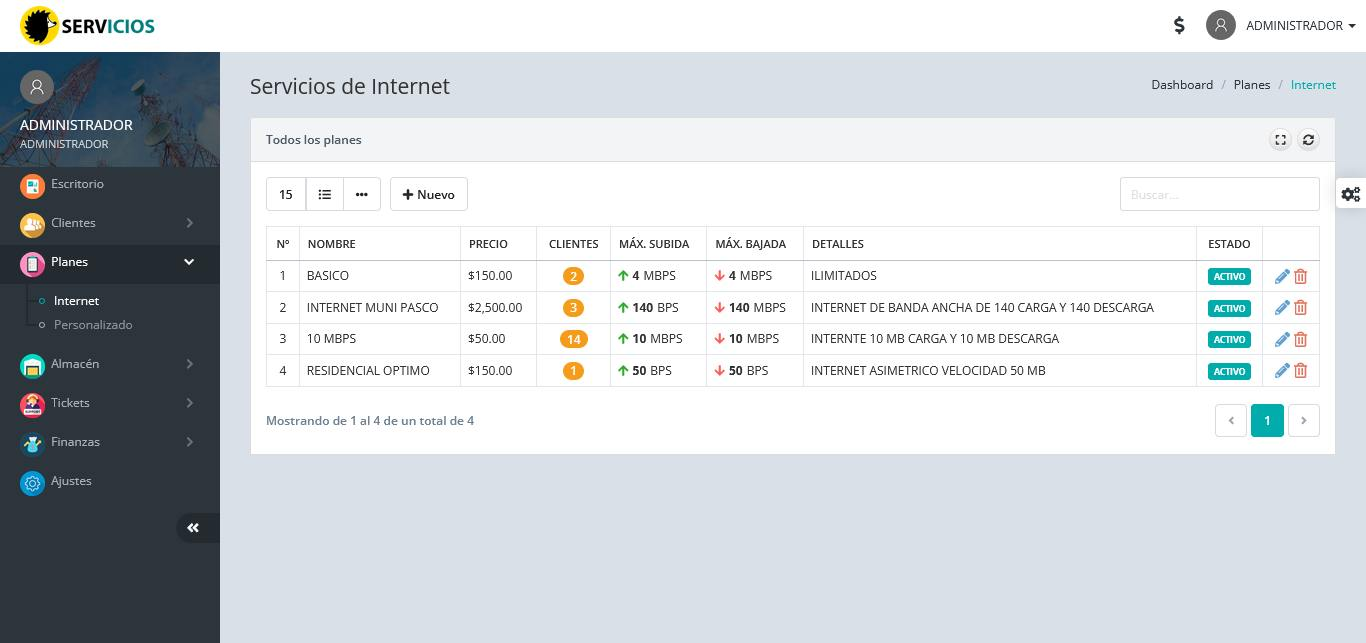 SERVICIOS
$ ADMINISTRADOR
ADMINISTRADOR
ADMINISTRADOR
Escritorio
Clientes
Planes
Internet
Personalizado
Almacén
Tickets
Finanzas
Ajustes
Servicios de Internet
Dashboard / Planes / Internet
Todos los planes
15 Nuevo Buscar...
Nº NOMBRE PRECIO CLIENTES MÁX. SUBIDA MÁX. BAJADA DETALLES ESTADO
1 BASICO $150.00 2 4 MBPS 4 MBPS ILIMITADOS ACTIVO
2 INTERNET MUNI PASCO $2,500.00 3 140 BPS 140 MBPS INTERNET DE BANDA ANCHA DE 140 CARGA Y 140 DESCARGA ACTIVO
3 10 MBPS $50.00 14 10 MBPS 10 MBPS INTERNTE 10 MB CARGA Y 10 MB DESCARGA ACTIVO
4 RESIDENCIAL OPTIMO $150.00 1 50 BPS 50 BPS INTERNET ASIMETRICO VELOCIDAD 50 MB ACTIVO
Mostrando de 1 al 4 de un total de 4
1